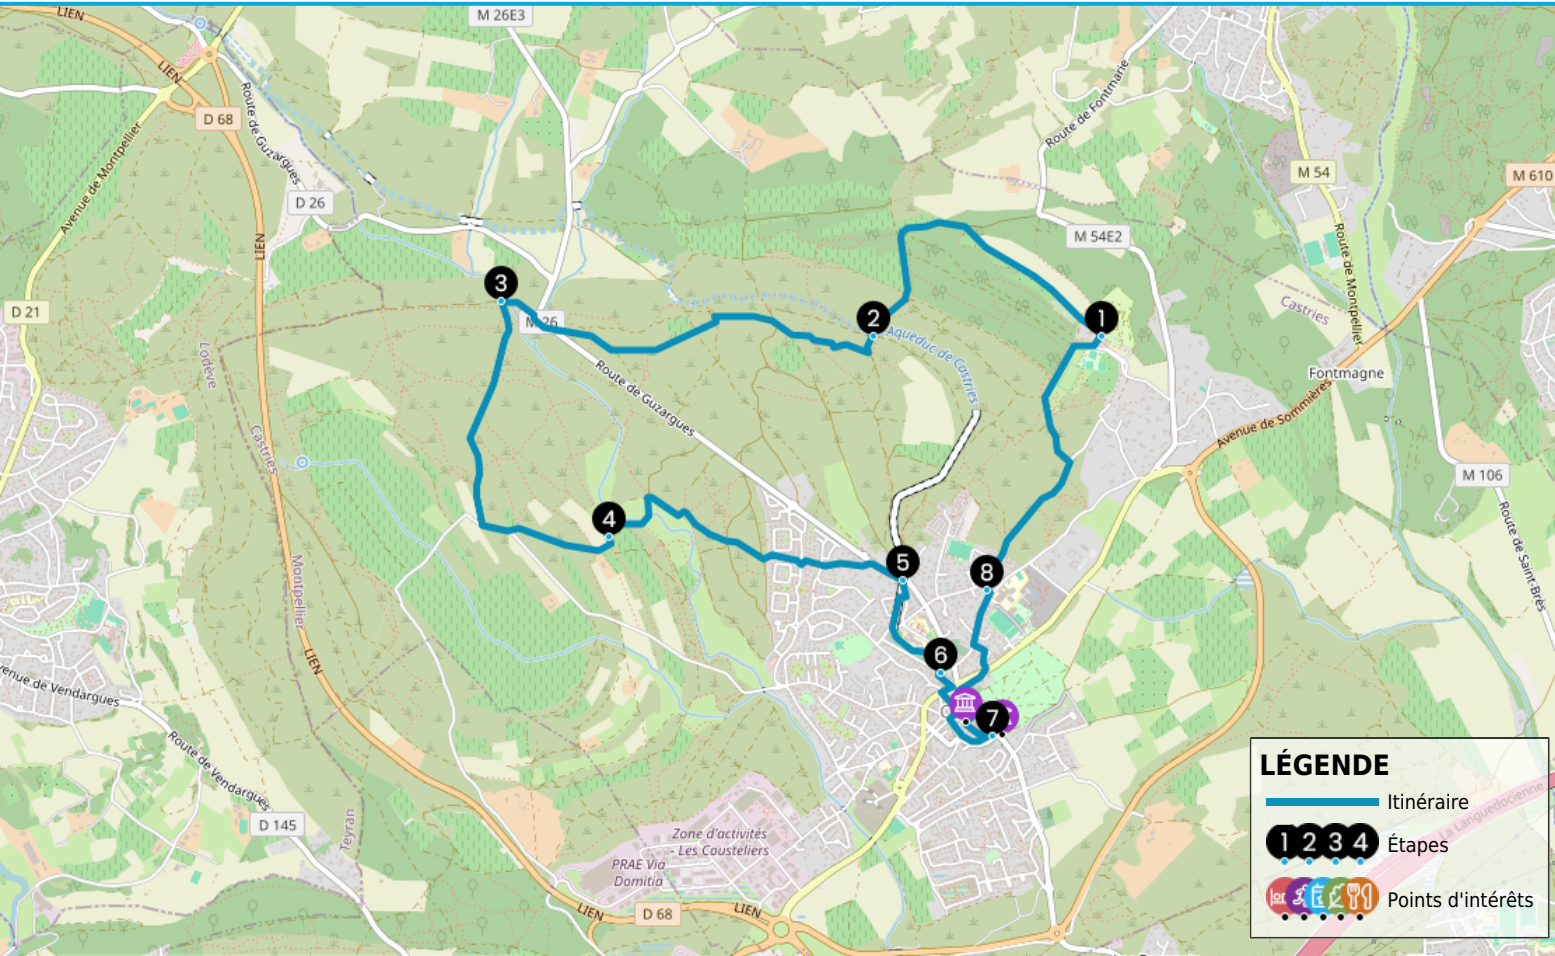 LIEN
M 26E3
LIEN
D 68
Route de Guzargues
Avenue de Montpellier
Route de Fontmarie
M 54
M 610
D 26
LIEN
M 54E2
Route de Montpellier
3
D 21
M 26
2
1
Castries
Aqueduc de Castries
Lodève
Route de Guzargues
Fontmagne
Avenue de Sommières
Castries
M 106
4
Route de Saint-Brès
5
8
Montpellier
LIEN
6
7
venue de Vendargues
Route de Vendargues
D 145
Teyran
Zone d'activités
- Les Cousteliers
PRAE Via
Domitia
LIEN
D 68
LIEN
La Languedocienne
LÉGENDE
Itinéraire
1 2 3 4
Étapes
Points d'intérêts